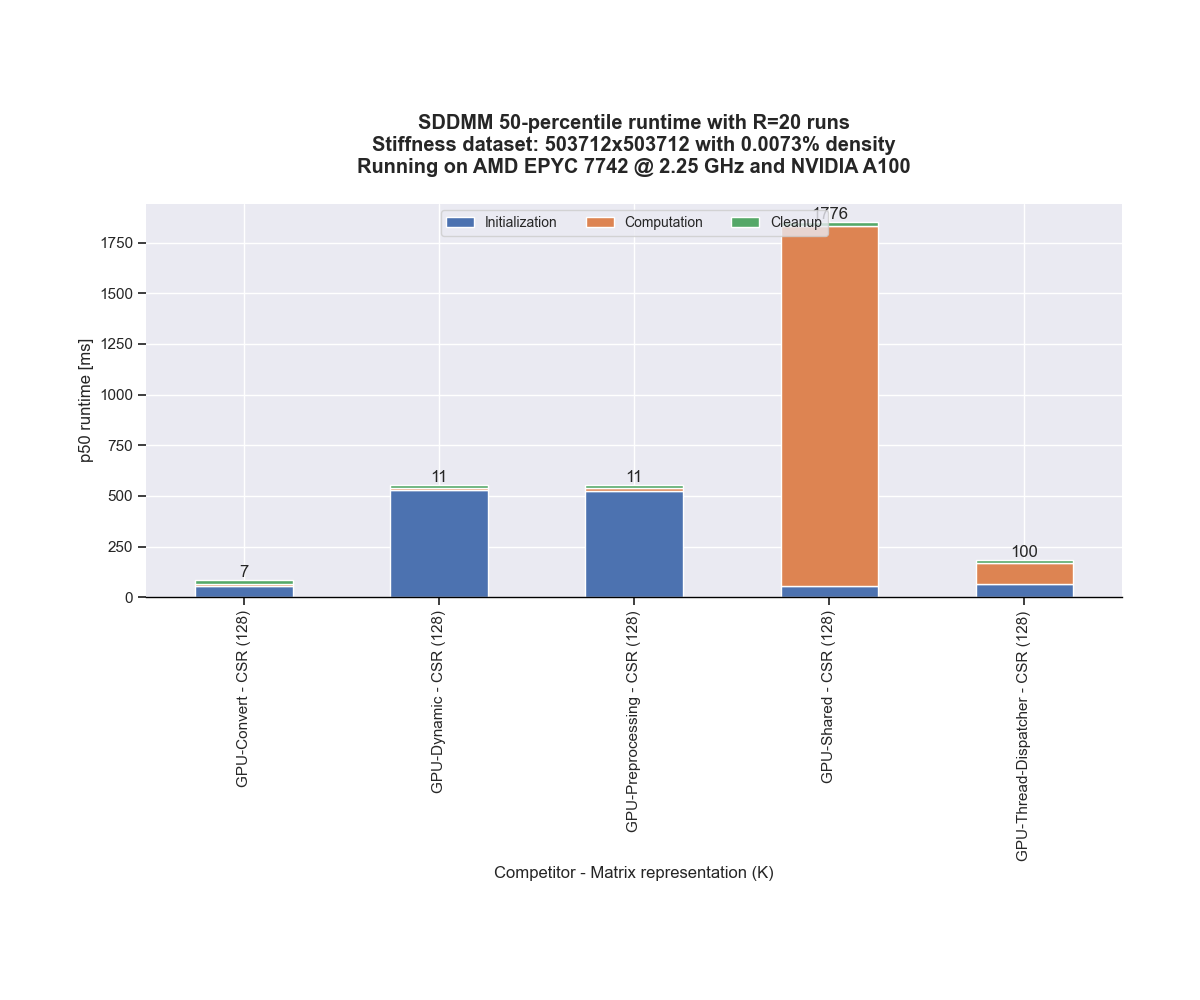 SDDMM 50-percentile runtime with R=20 runs
Stiffness dataset: 503712x503712 with 0.0073% density
Running on AMD EPYC 7742 @ 2.25 GHz and NVIDIA A100
Initialization
Computation
Cleanup
p50 runtime [ms]
1750
1500
1250
1000
750
500
250
0
7
11
11
1776
100
GPU-Convert - CSR (128)
GPU-Dynamic - CSR (128)
GPU-Preprocessing - CSR (128)
GPU-Shared - CSR (128)
GPU-Thread-Dispatcher - CSR (128)
Competitor - Matrix representation (K)